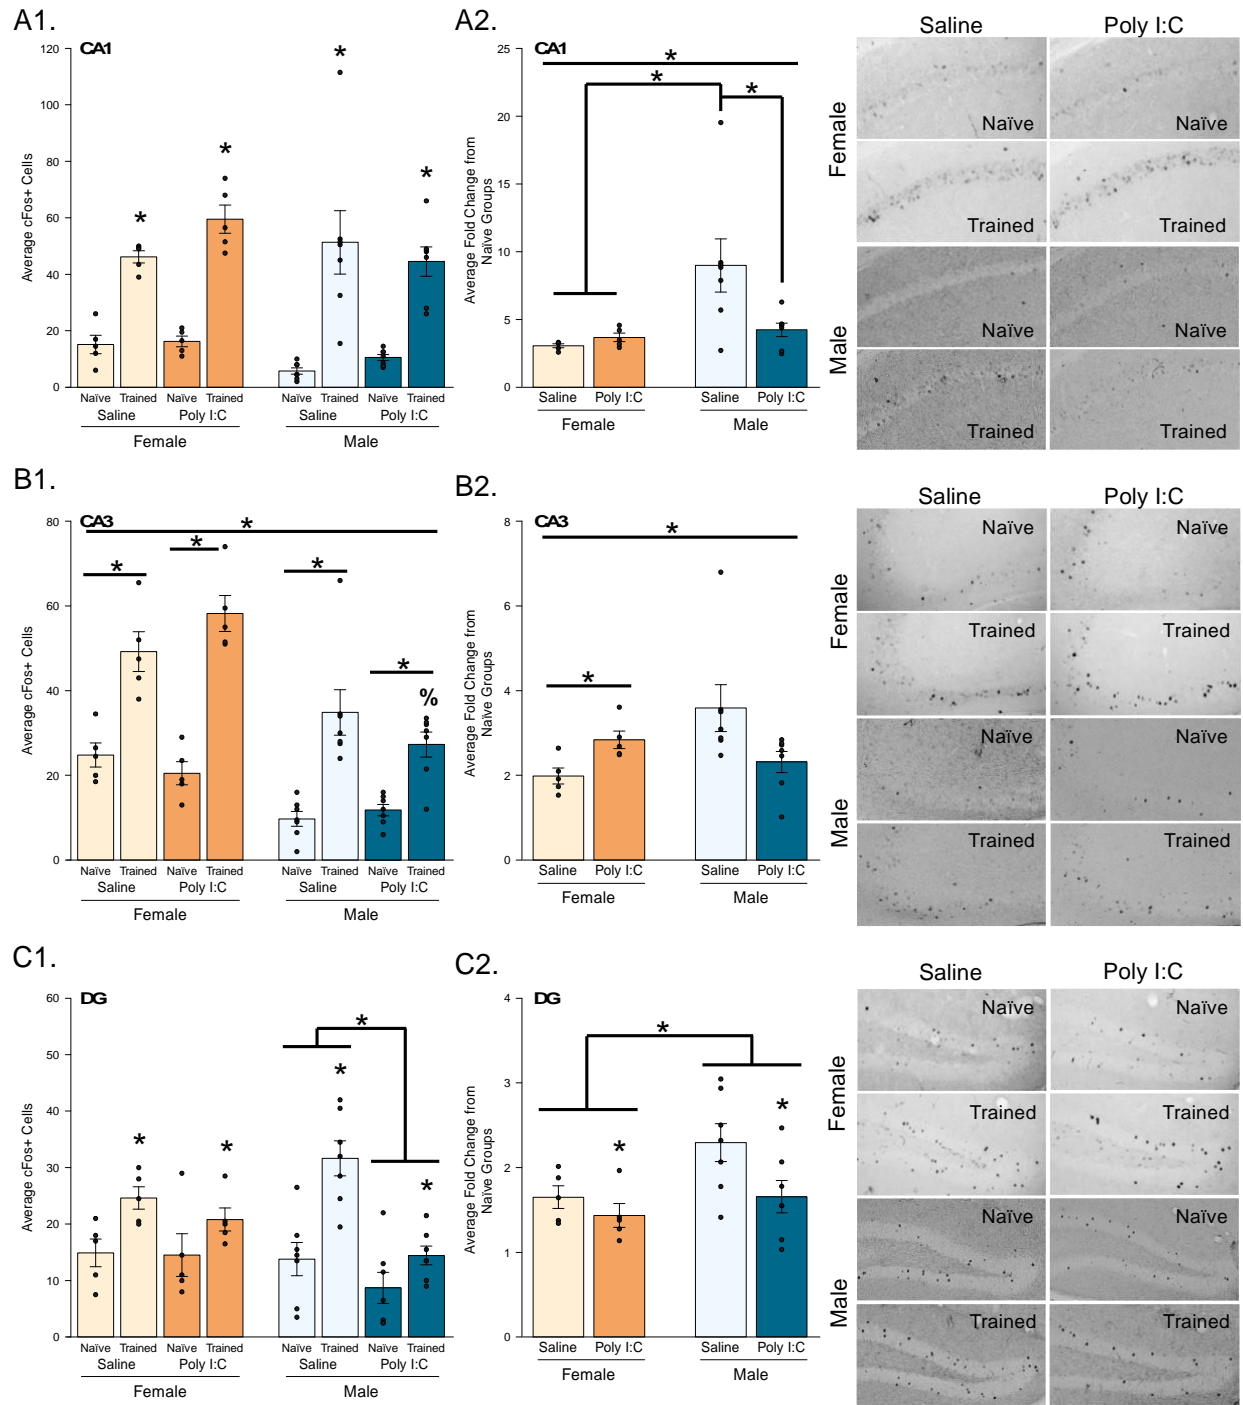 A1.
CA1
Average cFos+ Cells
120
100
80
60
40
20
0
*
*
*
*
Naïve Trained Naïve Trained Naïve Trained Naïve Trained
Saline Poly I:C Saline Poly I:C
Female Male
A2.
CA1
Average Fold Change from
Naïve Groups
25
20
15
10
5
0
*
*
*
Saline Poly I:C Saline Poly I:C
Female Male
Saline Poly I:C
Female
Male
Naïve Naïve
Trained Trained
Naïve Naïve
Trained Trained
B1.
CA3
Average cFos+ Cells
80
60
40
20
0
*
*
*
*
*
%
Naïve Trained Naïve Trained Naïve Trained Naïve Trained
Saline Poly I:C Saline Poly I:C
Female Male
B2.
CA3
Average Fold Change from
Naïve Groups
8
6
4
2
0
*
*
Saline Poly I:C Saline Poly I:C
Female Male
Saline Poly I:C
Female
Male
Naïve Naïve
Trained Trained
Naïve Naïve
Trained Trained
C1.
DG
Average cFos+ Cells
60
50
40
30
20
10
0
*
*
*
*
*
Naïve Trained Naïve Trained Naïve Trained Naïve Trained
Saline Poly I:C Saline Poly I:C
Female Male
C2.
DG
Average Fold Change from
Naïve Groups
4
3
2
1
0
*
*
*
Saline Poly I:C Saline Poly I:C
Female Male
Saline Poly I:C
Female
Male
Naïve Naïve
Trained Trained
Naïve Naïve
Trained Trained